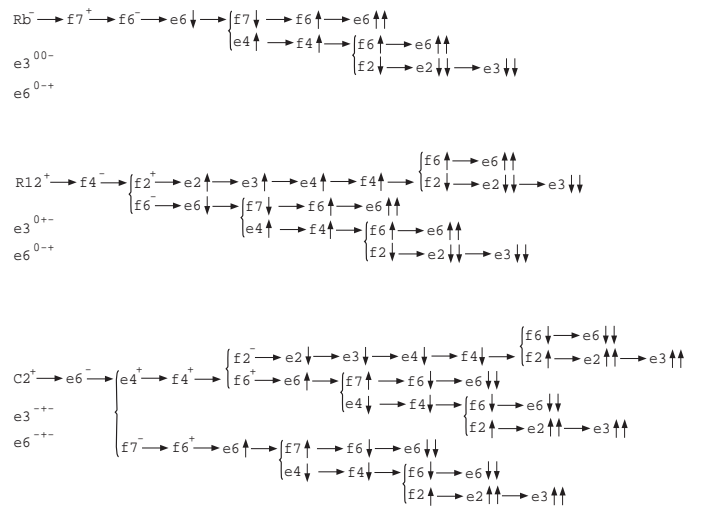 Rb⁻ → f7⁺ → f6⁻ → e6↓ → { f7↓ → f6↑ → e6↑↑
e4↑ → f4↑ → { f6↑ → e6↑↑
e3⁰⁰⁻ f2↓ → e2↓↓ → e3↓↓
e6⁰⁻⁺
f6↑ → e6↑↑
R12⁺ → f4⁻ → { f2⁺ → e2↑ → e3↑ → e4↑ → f4↑ → { f2↓ → e2↓↓ → e3↓↓
f6⁻ → e6↓ → { f7↓ → f6↑ → e6↑↑
e3⁰⁺⁻ e4↑ → f4↑ → { f6↑ → e6↑↑
e6⁰⁻⁺ f2↓ → e2↓↓ → e3↓↓
f6↓ → e6↓↓
{ f2⁻ → e2↓ → e3↓ → e4↓ → f4↓ → { f2↑ → e2↑↑ → e3↑↑
C2⁺ → e6⁻ → { e4⁺ → f4⁺ → f6⁺ → e6↑ → { f7↑ → f6↓ → e6↓↓
e4↓ → f4↓ → { f6↓ → e6↓↓
e3⁻⁺⁻ f2↑ → e2↑↑ → e3↑↑
e6⁻⁺⁻ f7⁻ → f6⁺ → e6↑ → { f7↑ → f6↓ → e6↓↓
e4↓ → f4↓ → { f6↓ → e6↓↓
f2↑ → e2↑↑ → e3↑↑